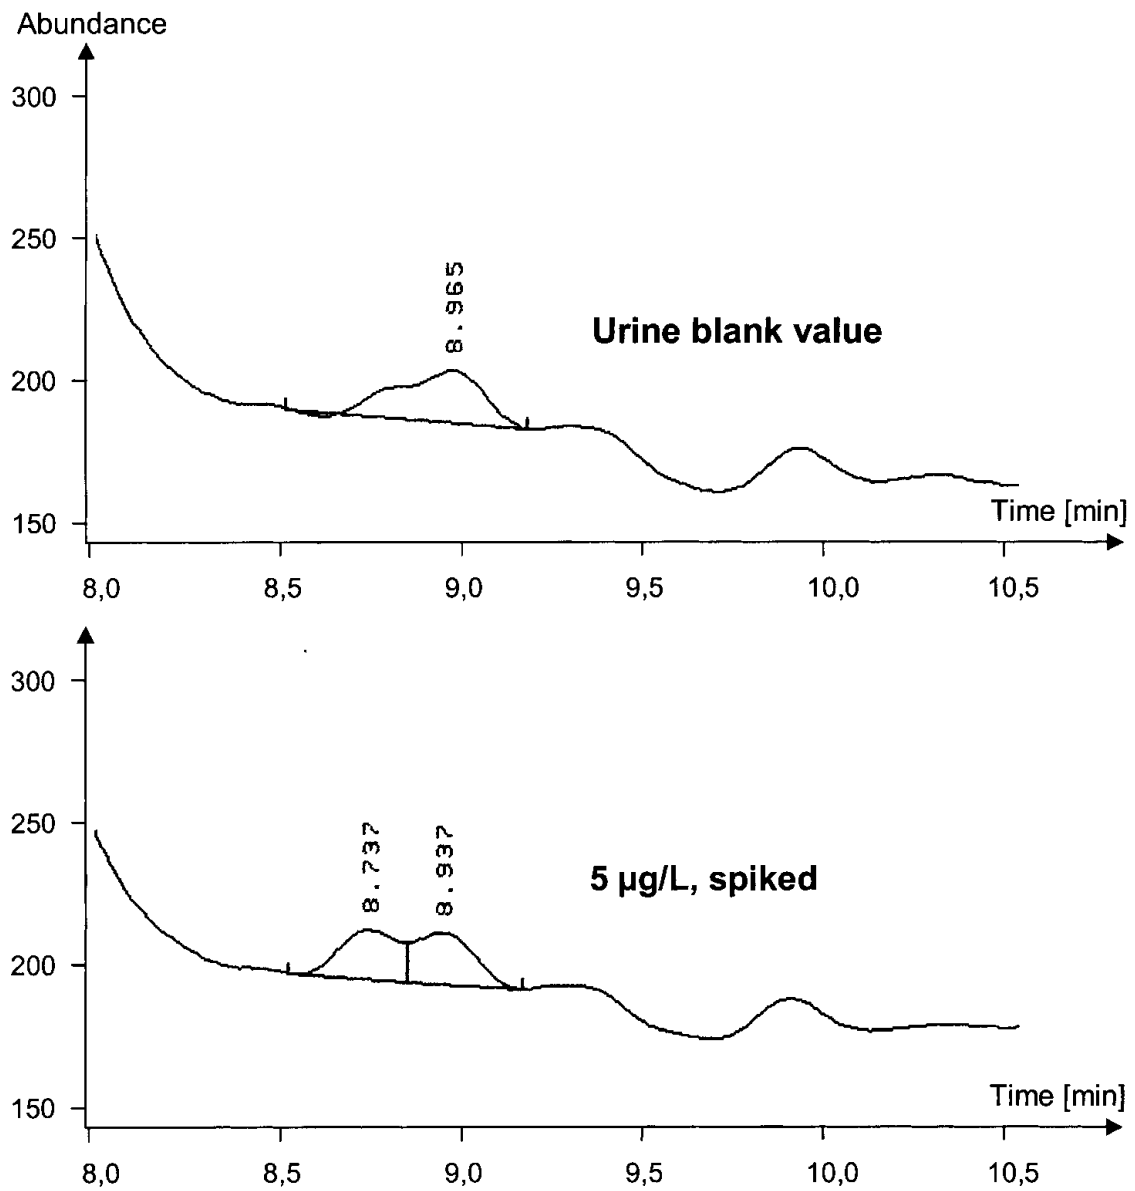 Abundance
300
250
8.965
Urine blank value
200
150
Time [min]
8,0 8,5 9,0 9,5 10,0 10,5
300
250
8.737 8.937
5 µg/L, spiked
200
150
Time [min]
8,0 8,5 9,0 9,5 10,0 10,5